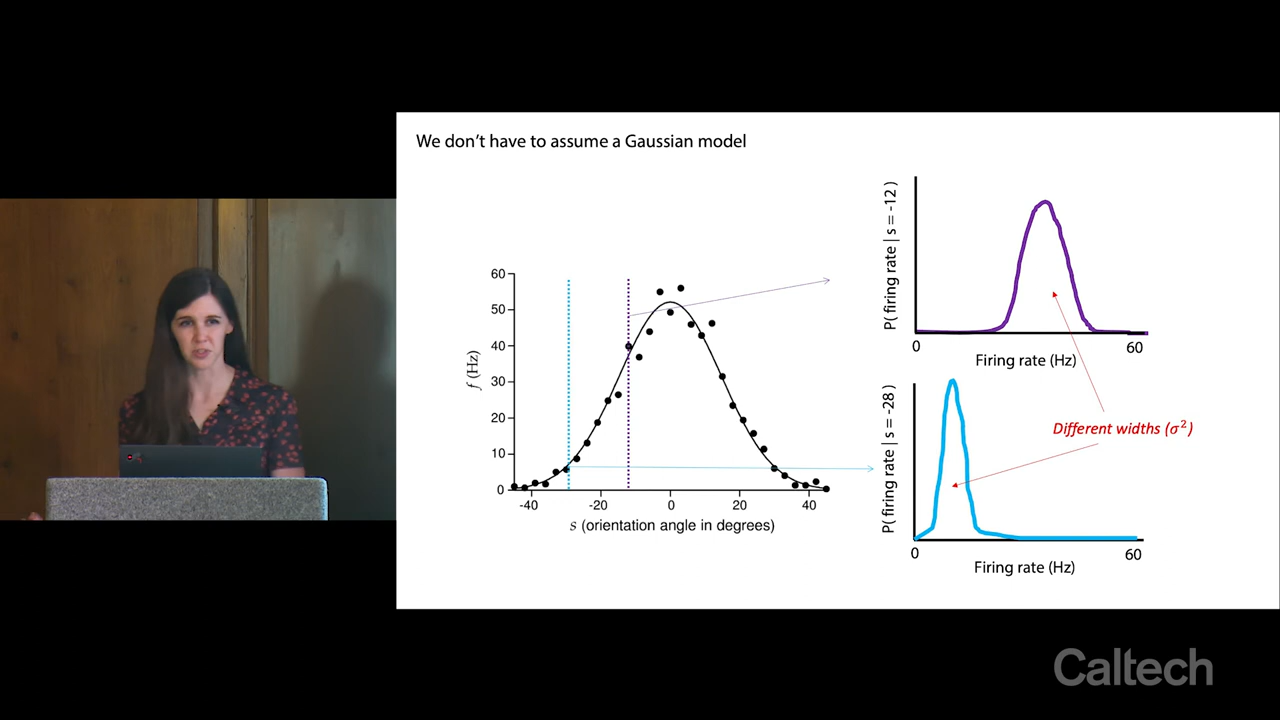 We don't have to assume a Gaussian model
60
50
40
30
20
10
0
f (Hz)
-40 -20 0 20 40
s (orientation angle in degrees)
P( firing rate | s = -12)
0 60
Firing rate (Hz)
Different widths (σ²)
P( firing rate | s = -28)
0 60
Firing rate (Hz)
Caltech